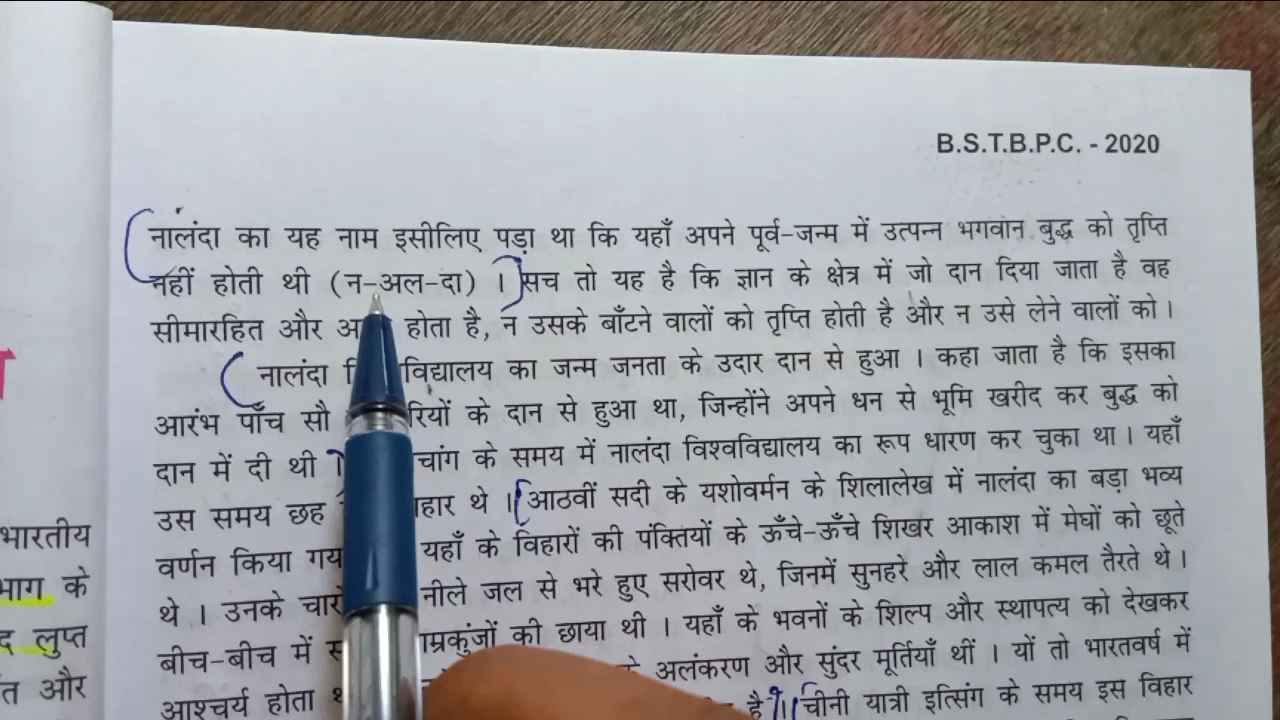 B.S.T.B.P.C. - 2020
नालंदा का यह नाम इसीलिए पड़ा था कि यहाँ अपने पूर्व-जन्म में उत्पन्न भगवान बुद्ध को तृप्ति
नहीं होती थी (न-अल-दा) । सच तो यह है कि ज्ञान के क्षेत्र में जो दान दिया जाता है वह
सीमारहित और होता है, न उसके बाँटने वालों को तृप्ति होती है और न उसे लेने वालों को ।
नालंदा विद्यालय का जन्म जनता के उदार दान से हुआ । कहा जाता है कि इसका
आरंभ पाँच सौ रियों के दान से हुआ था, जिन्होंने अपने धन से भूमि खरीद कर बुद्ध को
दान में दी थी । चांग के समय में नालंदा विश्वविद्यालय का रूप धारण कर चुका था । यहाँ
उस समय छह हार थे । आठवीं सदी के यशोवर्मन के शिलालेख में नालंदा का बड़ा भव्य
वर्णन किया गय यहाँ के विहारों की पंक्तियों के ऊँचे-ऊँचे शिखर आकाश में मेघों को छूते
थे । उनके चारो नीले जल से भरे हुए सरोवर थे, जिनमें सुनहरे और लाल कमल तैरते थे ।
बीच-बीच में स ाम्रकुंजों की छाया थी । यहाँ के भवनों के शिल्प और स्थापत्य को देखकर
आश्चर्य होता अलंकरण और सुंदर मूर्तियाँ थीं । यों तो भारतवर्ष में
है । चीनी यात्री इत्सिंग के समय इस विहार
भारतीय
भाग के
लुप्त
और